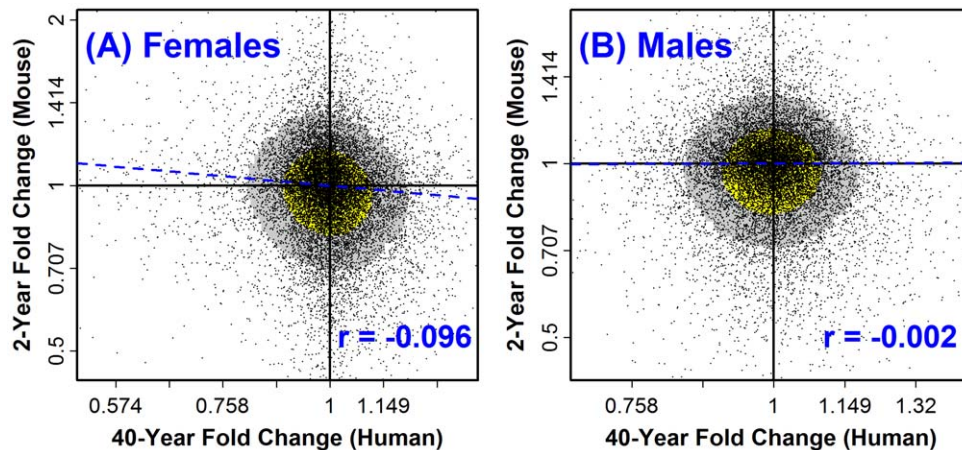 (A) Females
2-Year Fold Change (Mouse)
2
1.414
1
0.707
0.5
r = -0.096
0.574
0.758
1
1.149
40-Year Fold Change (Human)
(B) Males
2-Year Fold Change (Mouse)
1.414
1
0.707
0.5
r = -0.002
0.758
1
1.149
1.32
40-Year Fold Change (Human)